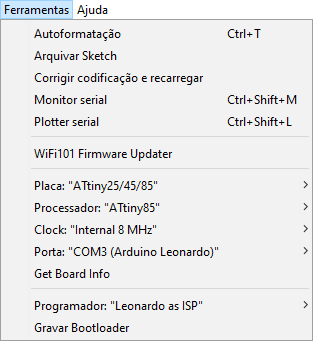 Ferramentas Ajuda
Autoformatação Ctrl+T
Arquivar Sketch
Corrigir codificação e recarregar
Monitor serial Ctrl+Shift+M
Plotter serial Ctrl+Shift+L
WiFi101 Firmware Updater
Placa: "ATtiny25/45/85"
Processador: "ATtiny85"
Clock: "Internal 8 MHz"
Porta: "COM3 (Arduino Leonardo)"
Get Board Info
Programador: "Leonardo as ISP"
Gravar Bootloader